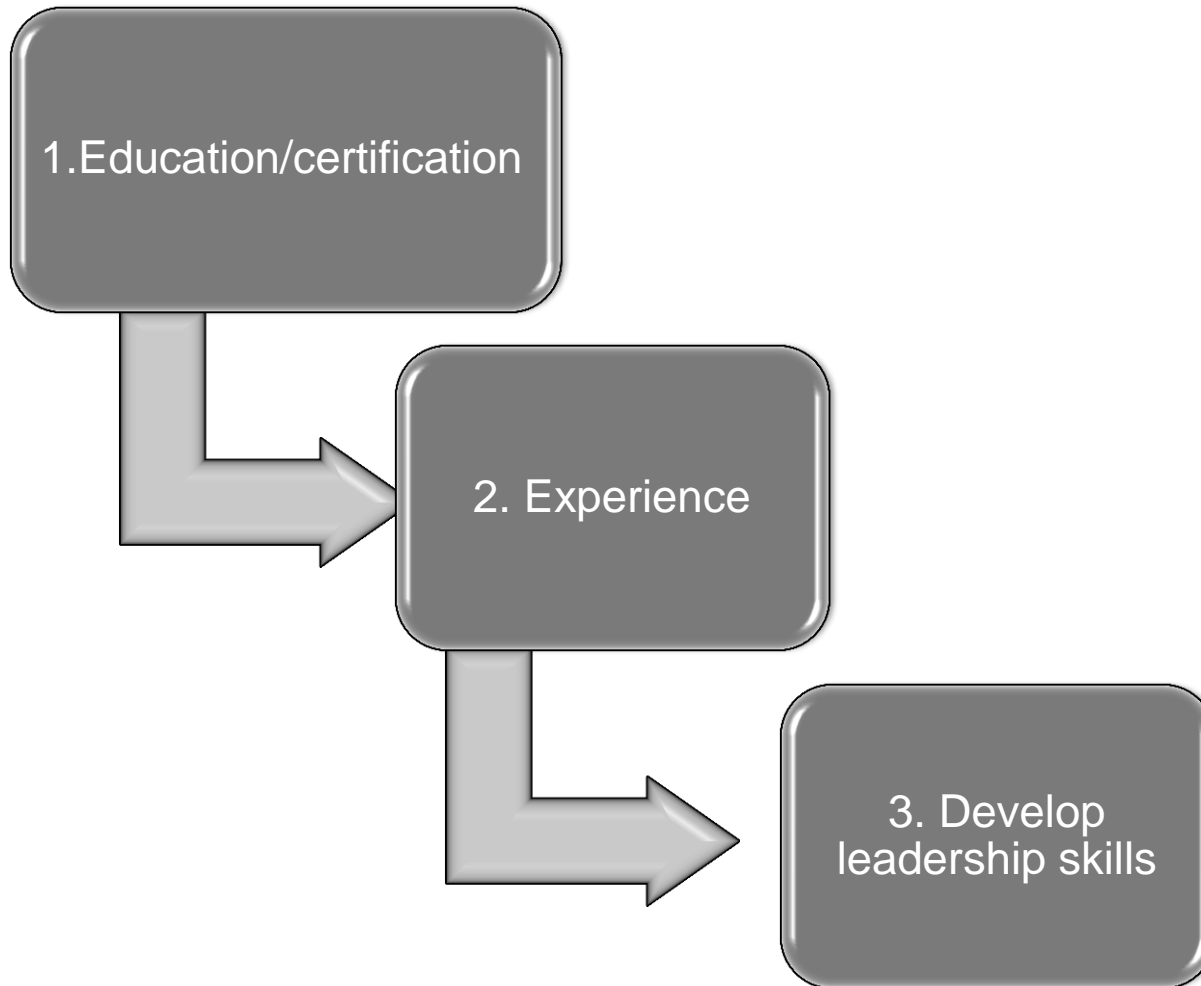 1.Education/certification
2. Experience
3. Develop
leadership skills